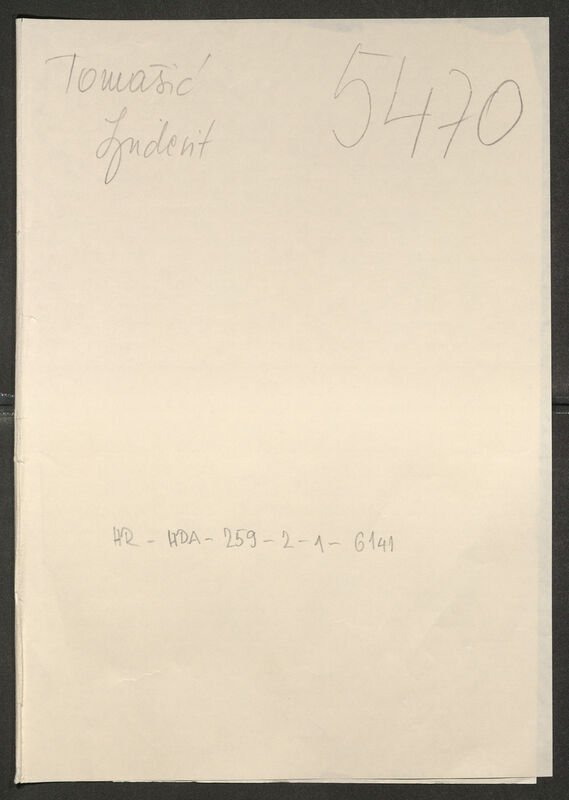 Tomašić 5470
Ljudevit
HR - HDA - 259 - 2 - 1 - 6141